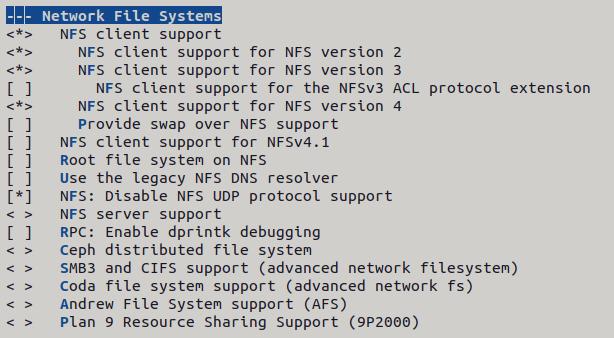 --- Network File Systems
<*>   NFS client support
<*>     NFS client support for NFS version 2
<*>     NFS client support for NFS version 3
[ ]       NFS client support for the NFSv3 ACL protocol extension
<*>     NFS client support for NFS version 4
[ ]     Provide swap over NFS support
[ ]   NFS client support for NFSv4.1
[ ]   Root file system on NFS
[ ]   Use the legacy NFS DNS resolver
[*]   NFS: Disable NFS UDP protocol support
< >   NFS server support
[ ]   RPC: Enable dprintk debugging
< >   Ceph distributed file system
< >   SMB3 and CIFS support (advanced network filesystem)
< >   Coda file system support (advanced network fs)
< >   Andrew File System support (AFS)
< >   Plan 9 Resource Sharing Support (9P2000)